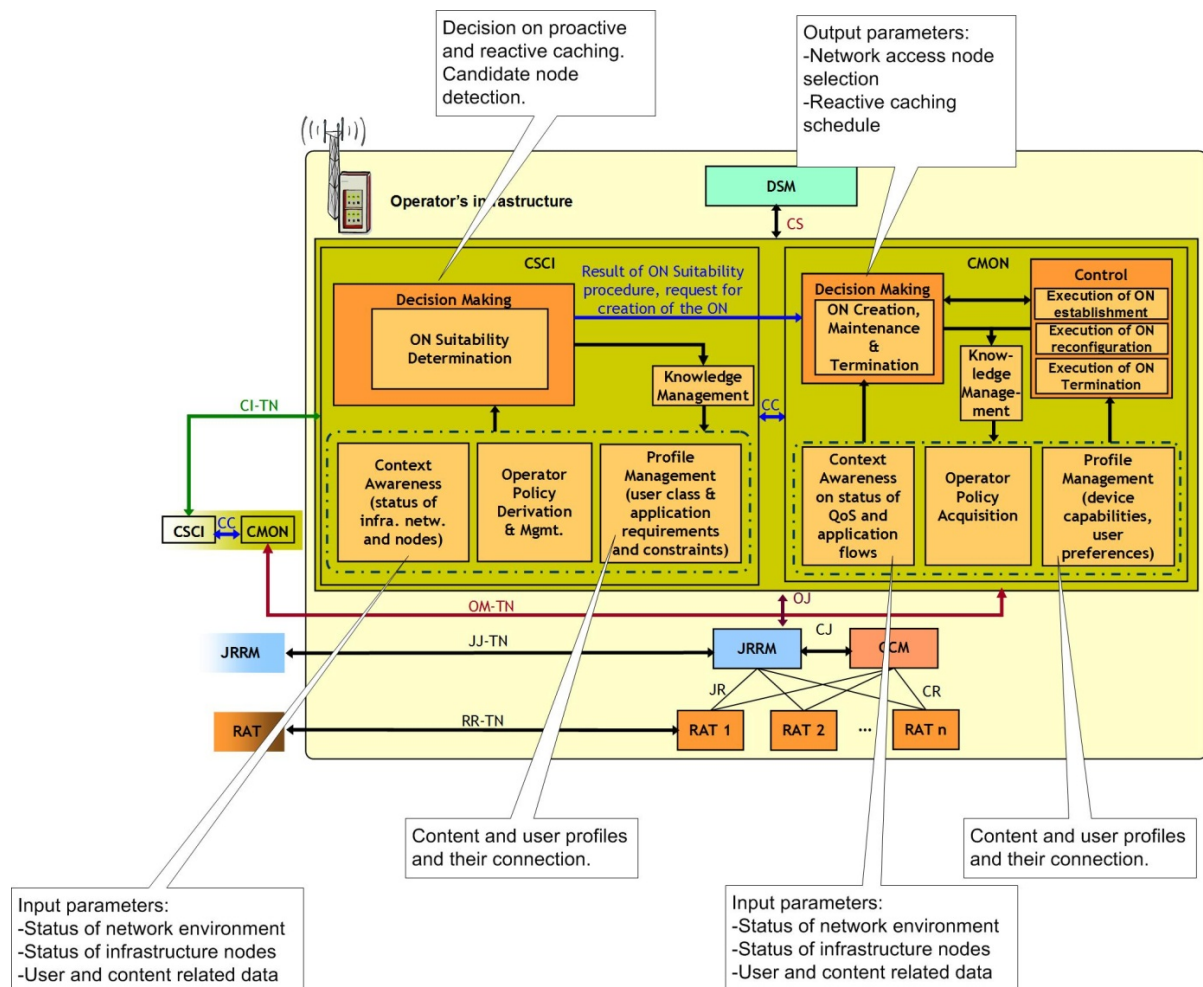 Decision on proactive
and reactive caching.
Candidate node
detection.
Output parameters:
-Network access node
selection
-Reactive caching
schedule
Operator's infrastructure
DSM
CS
CSCI
CMON
Result of ON Suitability
procedure, request for
creation of the ON
Decision Making
ON Suitability
Determination
Knowledge
Management
Decision Making
ON Creation,
Maintenance
&
Termination
Control
Execution of ON
establishment
Execution of ON
reconfiguration
Execution of ON
Termination
Know-
ledge
Manage-
ment
CI-TN
CC
Context
Awareness
(status of
infra. netw.
and nodes)
Operator
Policy
Derivation
& Mgmt.
Profile
Management
(user class &
application
requirements
and constraints)
Context
Awareness
on status of
QoS and
application
flows
Operator
Policy
Acquisition
Profile
Management
(device
capabilities,
user
preferences)
CSCI
CC
CMON
OM-TN
OJ
JRRM
JJ-TN
JRRM
CJ
CCM
JR
CR
RAT
RR-TN
RAT 1
RAT 2
...
RAT n
Content and user profiles
and their connection.
Content and user profiles
and their connection.
Input parameters:
-Status of network environment
-Status of infrastructure nodes
-User and content related data
Input parameters:
-Status of network environment
-Status of infrastructure nodes
-User and content related data